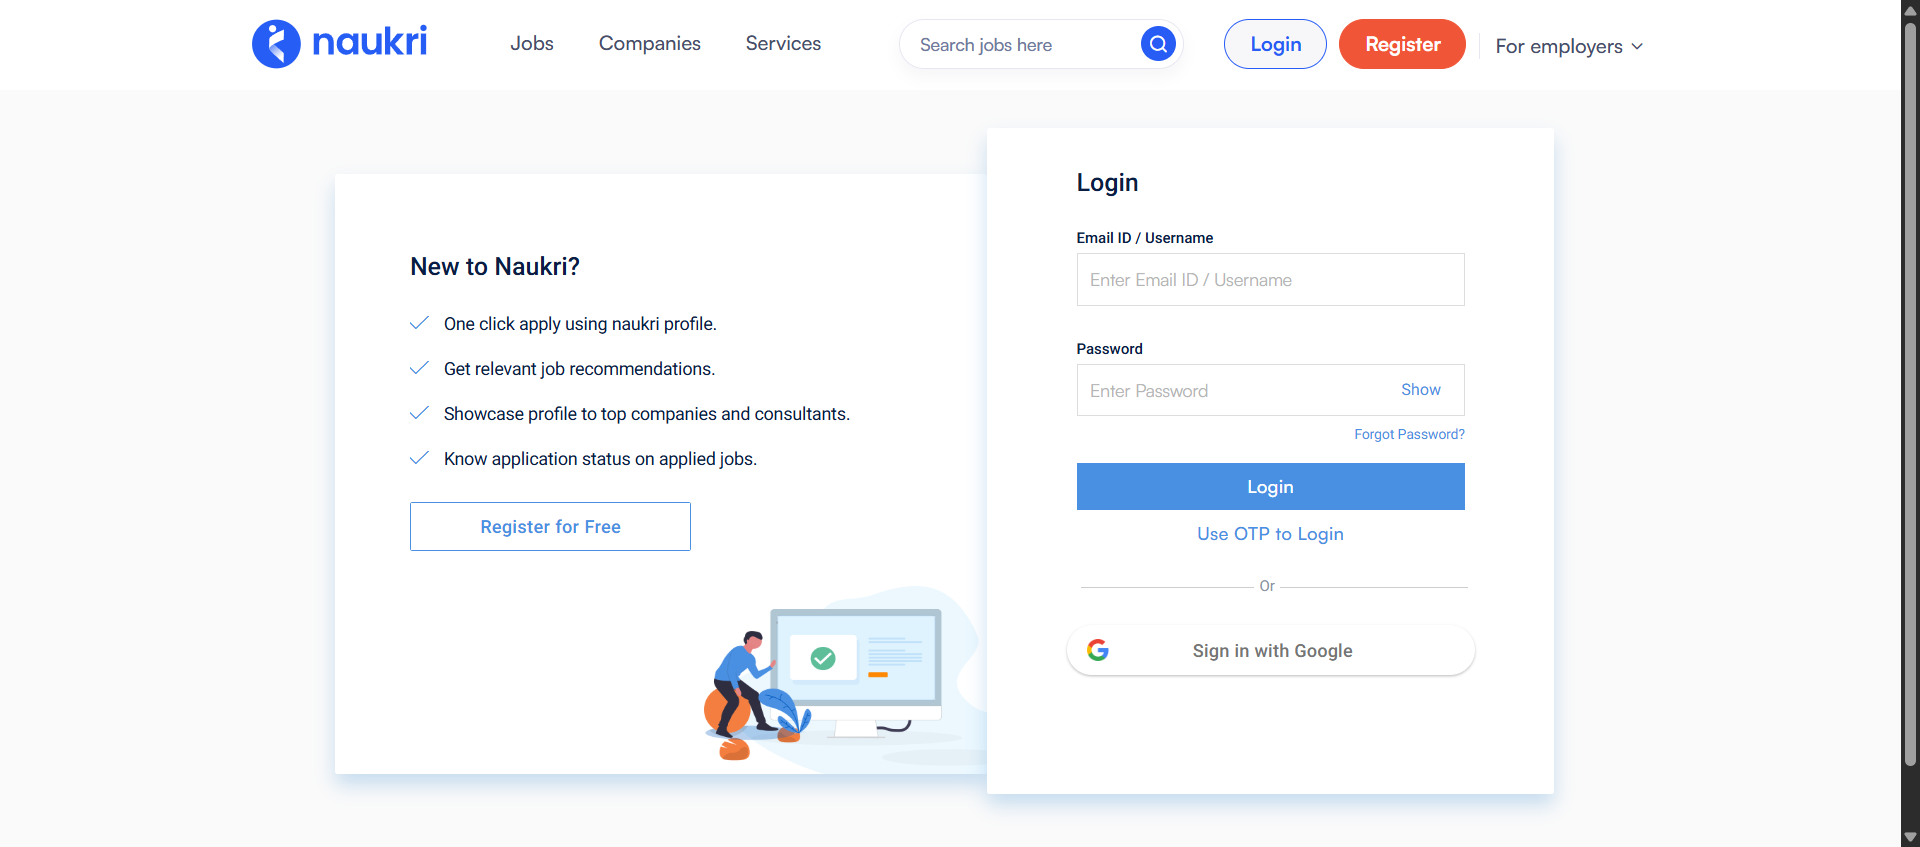 naukri
Jobs
Companies
Services
Search jobs here
Login
Register
For employers
New to Naukri?
One click apply using naukri profile.
Get relevant job recommendations.
Showcase profile to top companies and consultants.
Know application status on applied jobs.
Register for Free
Login
Email ID / Username
Enter Email ID / Username
Password
Enter Password
Show
Forgot Password?
Login
Use OTP to Login
Or
Sign in with Google